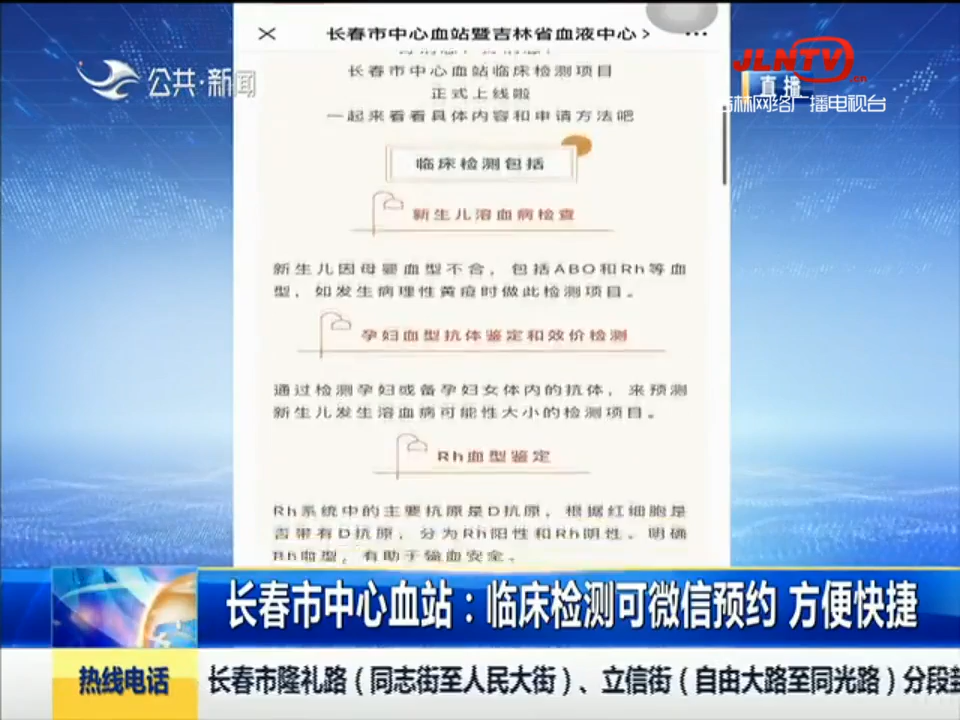 长春市中心血站暨吉林省血液中心>
JLNTV.cn
公共·新闻
直播
吉林网络广播电视台
长春市中心血站临床检测项目
正式上线啦
一起来看看具体内容和申请方法吧
临床检测包括
新生儿溶血病检查
新生儿因母婴血型不合，包括ABO和Rh等血
型，如发生病理性黄疸时做此检测项目。
孕妇血型抗体鉴定和效价检测
通过检测孕妇或备孕妇女体内的抗体，来预测
新生儿发生溶血病可能性大小的检测项目。
Rh血型鉴定
Rh系统中的主要抗原是D抗原，根据红细胞是
否带有D抗原，分为Rh阳性和Rh阴性。明确
Rh血型，有助于输血安全。
长春市中心血站：临床检测可微信预约 方便快捷
热线电话
长春市隆礼路（同志街至人民大街）、立信街（自由大路至同光路）分段封